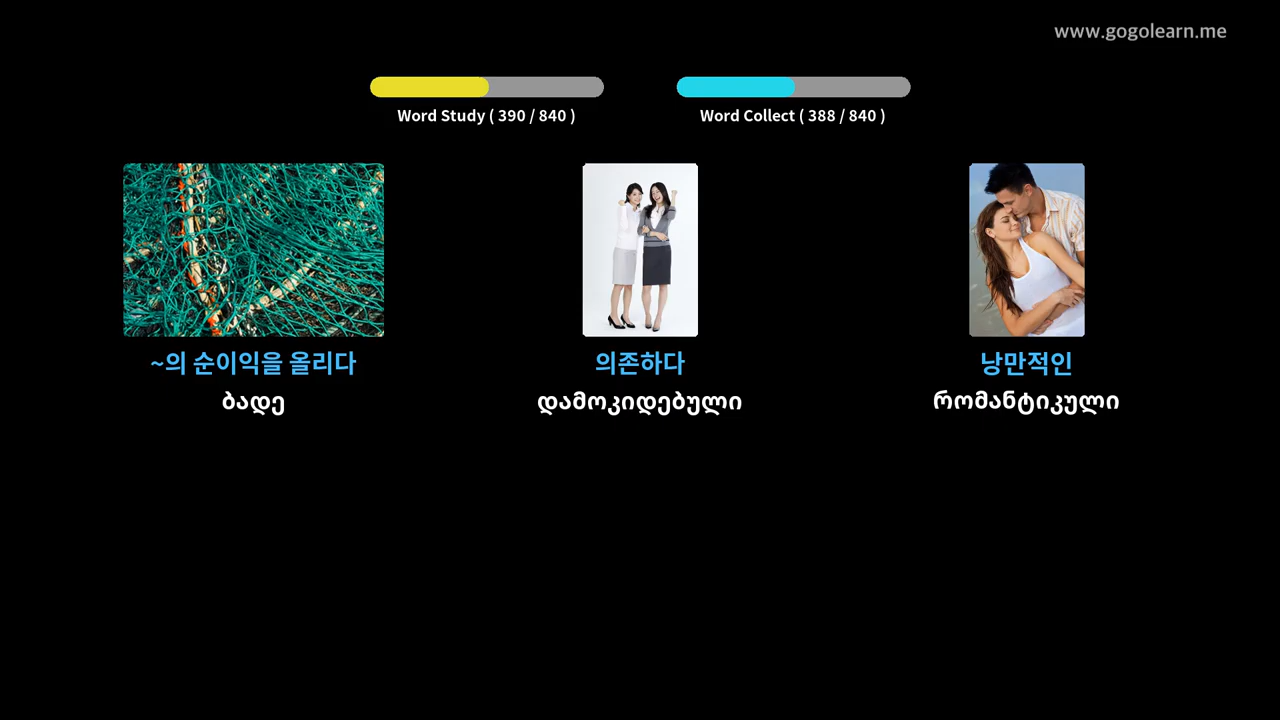 www.gogolearn.me
Word Study ( 390 / 840 )
Word Collect ( 388 / 840 )
~의 순이익을 올리다
ბადე
의존하다
დამოკიდებული
낭만적인
რომანტიკული